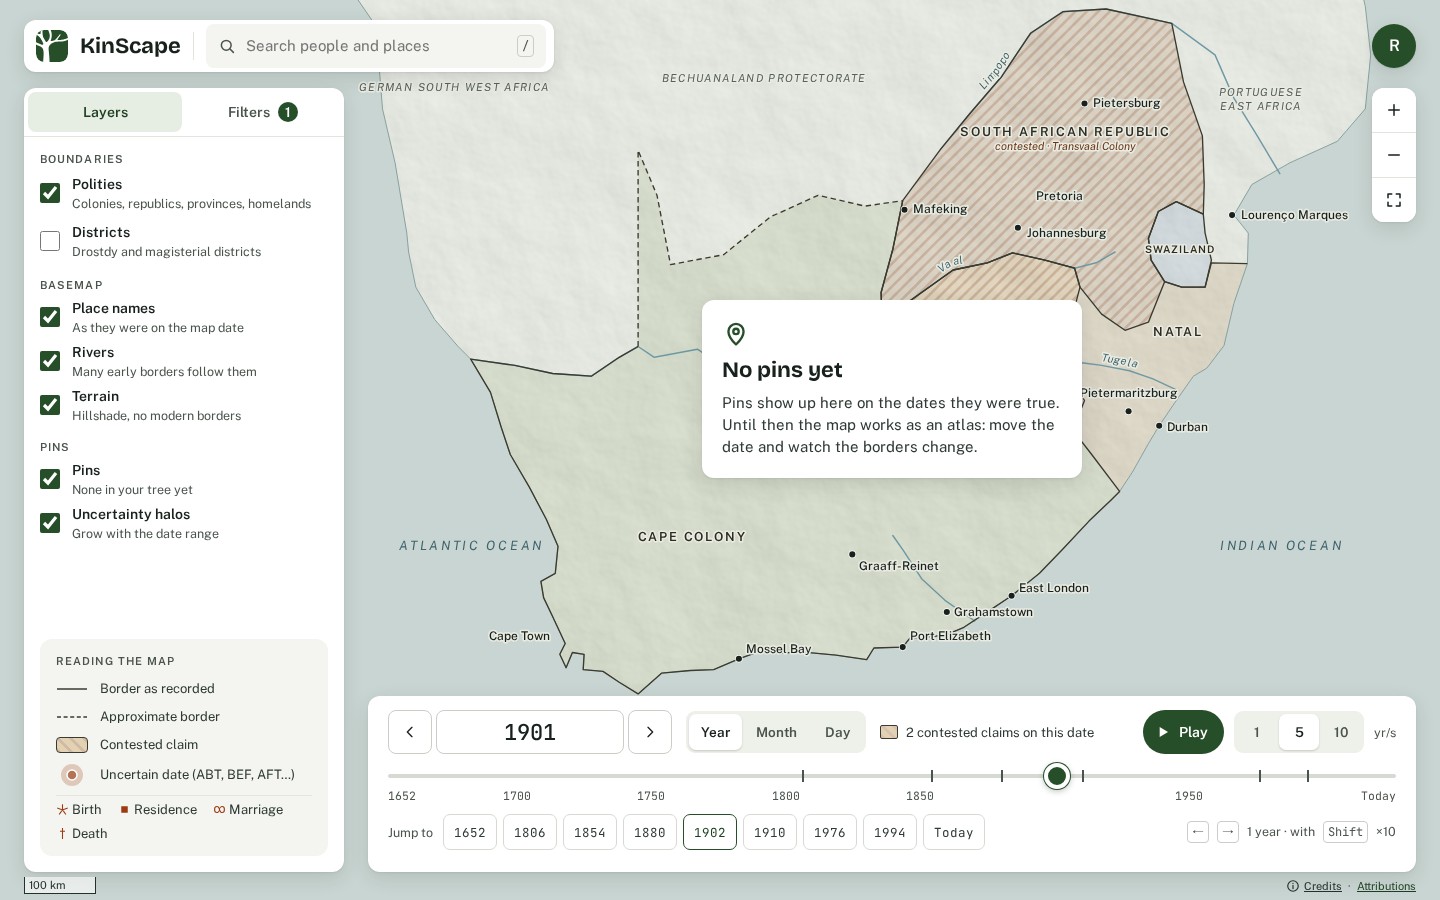 KinScape
Search people and places
/
R
Layers
Filters 1
BOUNDARIES
Polities
Colonies, republics, provinces, homelands
Districts
Drostdy and magisterial districts
BASEMAP
Place names
As they were on the map date
Rivers
Many early borders follow them
Terrain
Hillshade, no modern borders
PINS
Pins
None in your tree yet
Uncertainty halos
Grow with the date range
READING THE MAP
Border as recorded
Approximate border
Contested claim
Uncertain date (ABT, BEF, AFT…)
Birth
Residence
Marriage
Death
100 km
GERMAN SOUTH WEST AFRICA
BECHUANALAND PROTECTORATE
Limpopo
PORTUGUESE
EAST AFRICA
Pietersburg
SOUTH AFRICAN REPUBLIC
contested · Transvaal Colony
Pretoria
Mafeking
Johannesburg
Lourenço Marques
SWAZILAND
Vaal
NATAL
Tugela
Pietermaritzburg
Durban
No pins yet
Pins show up here on the dates they were true.
Until then the map works as an atlas: move the
date and watch the borders change.
ATLANTIC OCEAN
CAPE COLONY
INDIAN OCEAN
Graaff-Reinet
East London
Grahamstown
Cape Town
Port Elizabeth
Mossel Bay
1901
Year
Month
Day
2 contested claims on this date
Play
1
5
10
yr/s
1652
1700
1750
1800
1850
1950
Today
Jump to
1652
1806
1854
1880
1902
1910
1976
1994
Today
← → 1 year · with Shift ×10
Credits · Attributions